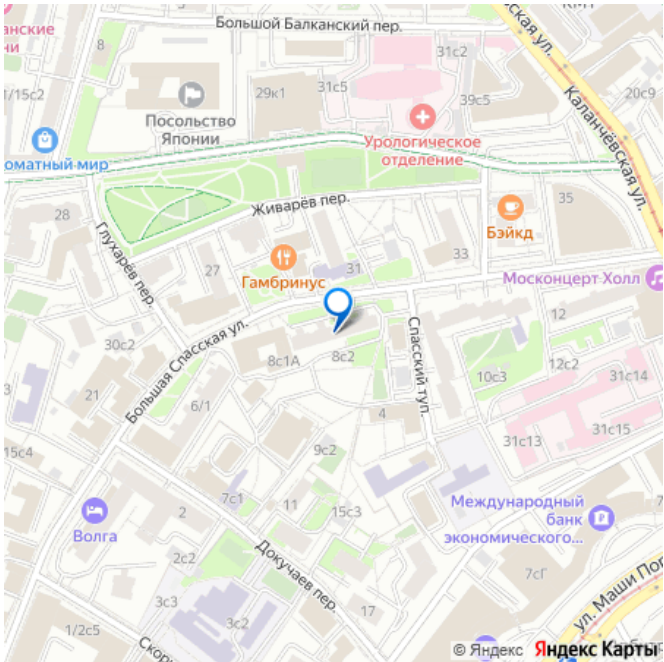 КМТ
Большой Балканский пер.
ская ул.
анские
ни
8
31с2
1/15с2
31с5
20с9
29к1
Посольство
Японии
39с5
Каланчёвская ул.
Урологическое
отделение
оматный мир
Живарёв пер.
35
28
Бэйкд
Глухарёв пер.
33
27
31
Гамбринус
Москонцерт Холл
12
Спасский туп.
30с2
Большая Спасская ул.
8с2
8с1А
12с2
10с3
31с14
21
6/1
4
31с15
31с13
15с4
9с2
7с1
11
Международный
банк
экономического...
15с3
2
Волга
Докучаев пер.
2с2
7сГ
3с3
ул. Маши Пор
17
3с2
1/2с5
Скор
© Яндекс Яндекс Карты